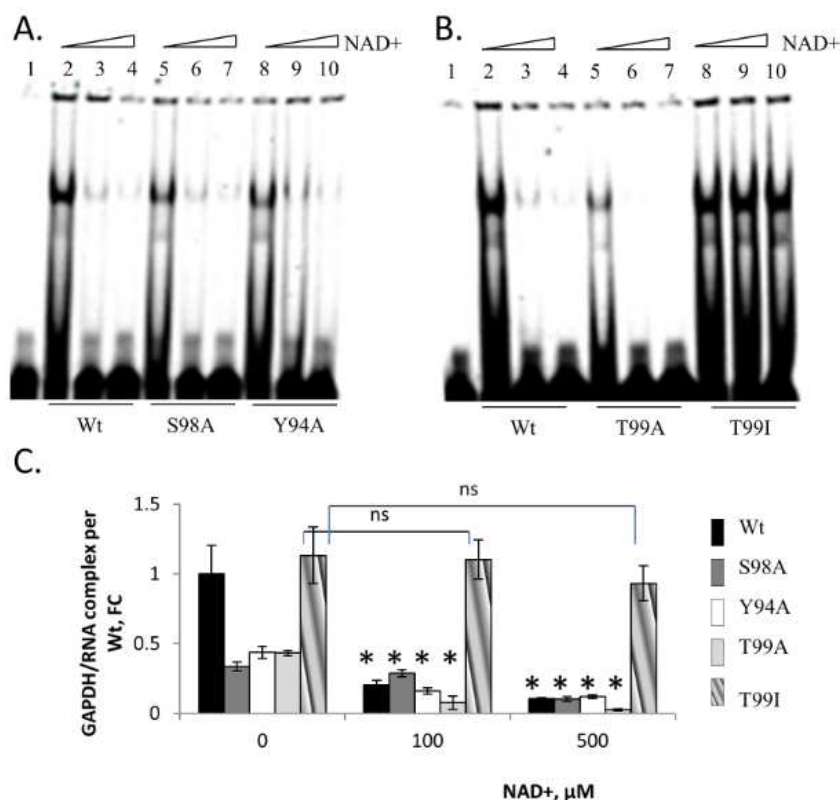 A.
NAD+
1 2 3 4 5 6 7 8 9 10
Wt S98A Y94A
B.
NAD+
1 2 3 4 5 6 7 8 9 10
Wt T99A T99I
C.
GAPDH/RNA complex per
Wt, FC
1.5
1
0.5
0
ns
ns
* * * *
* * * *
0 100 500
NAD+, µM
Wt
S98A
Y94A
T99A
T99I